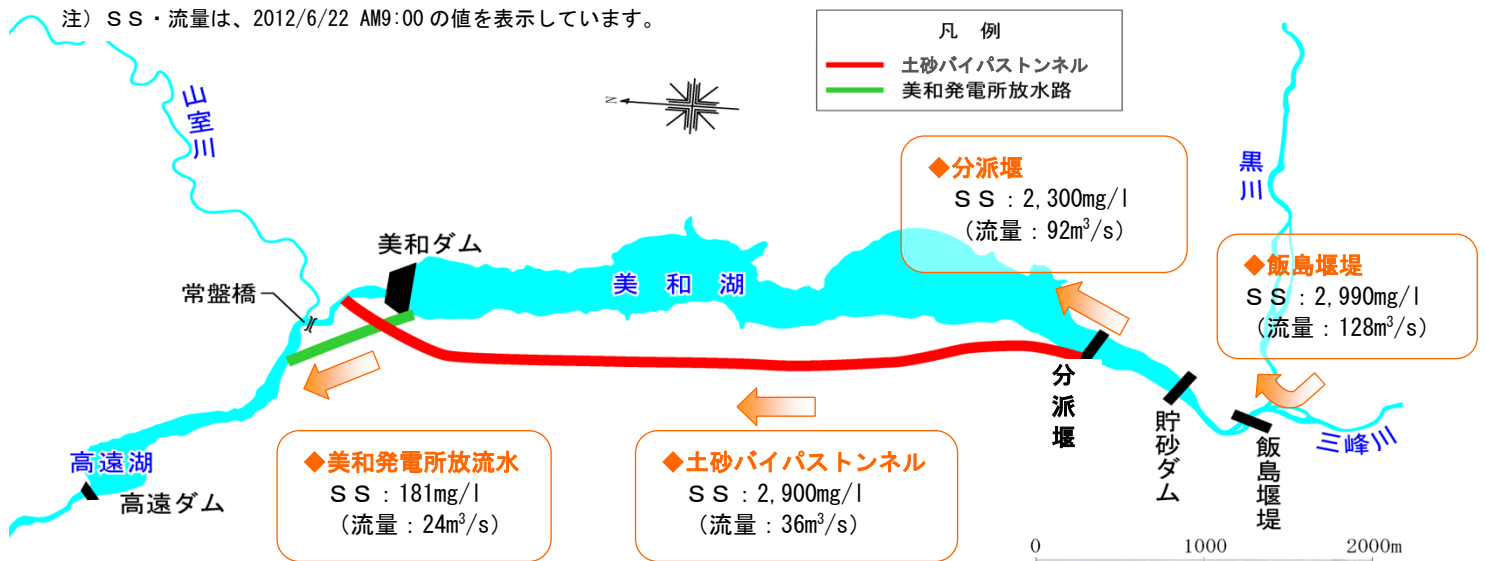 注）ＳＳ・流量は、2012/6/22 AM9:00 の値を表示しています。
凡 例
土砂バイパストンネル
美和発電所放水路
N
山室川
黒川
◆分派堰
ＳＳ：2,300mg/l
（流量：92m³/s）
◆飯島堰堤
ＳＳ：2,990mg/l
（流量：128m³/s）
美和ダム
常盤橋
美 和 湖
分派堰
貯砂ダム
飯島堰堤
三峰川
高遠湖
高遠ダム
◆美和発電所放流水
ＳＳ：181mg/l
（流量：24m³/s）
◆土砂バイパストンネル
ＳＳ：2,900mg/l
（流量：36m³/s）
0 1000 2000m